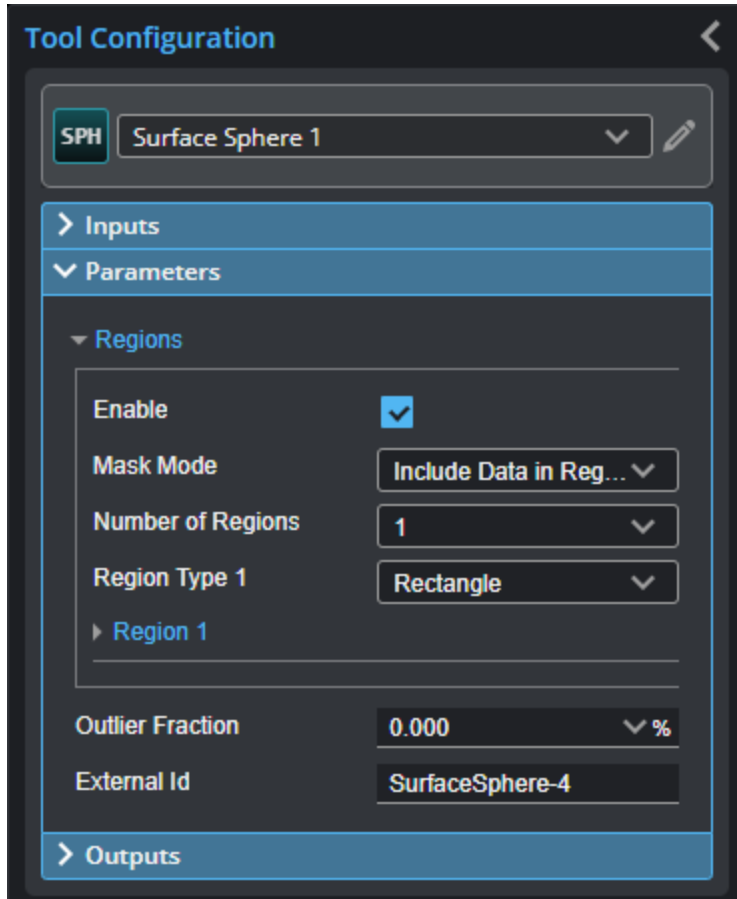 Tool Configuration
SPH Surface Sphere 1
Inputs
Parameters
Regions
Enable
Mask Mode Include Data in Reg...
Number of Regions 1
Region Type 1 Rectangle
Region 1
Outlier Fraction 0.000 %
External Id SurfaceSphere-4
Outputs